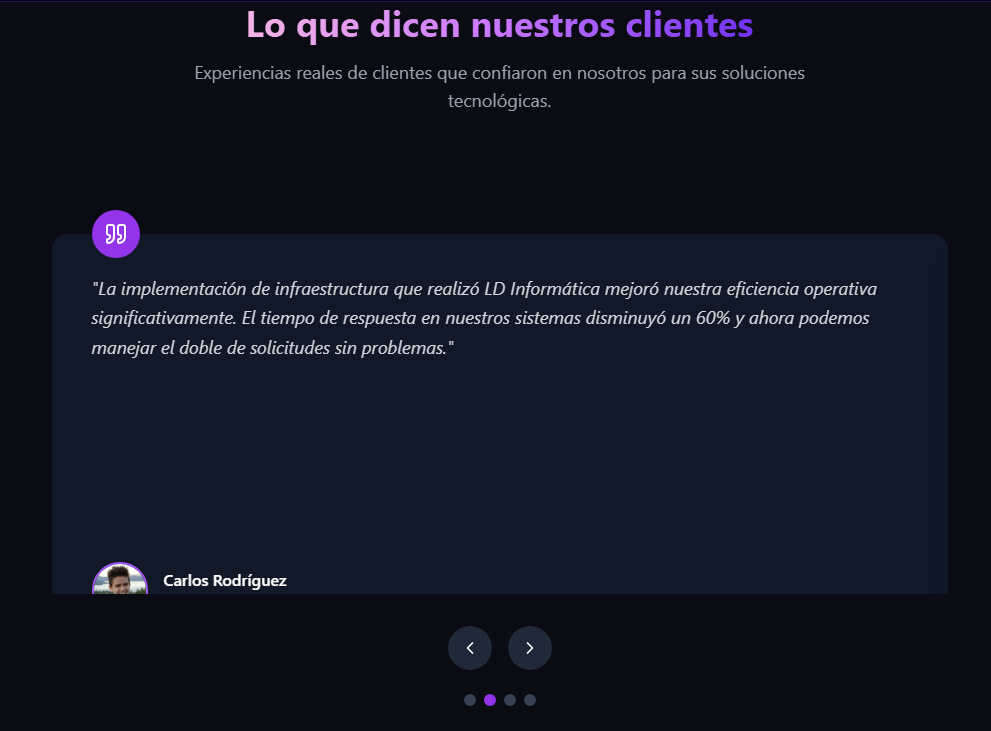 Lo que dicen nuestros clientes
Experiencias reales de clientes que confiaron en nosotros para sus soluciones
tecnológicas.
"La implementación de infraestructura que realizó LD Informática mejoró nuestra eficiencia operativa
significativamente. El tiempo de respuesta en nuestros sistemas disminuyó un 60% y ahora podemos
manejar el doble de solicitudes sin problemas."
Carlos Rodríguez